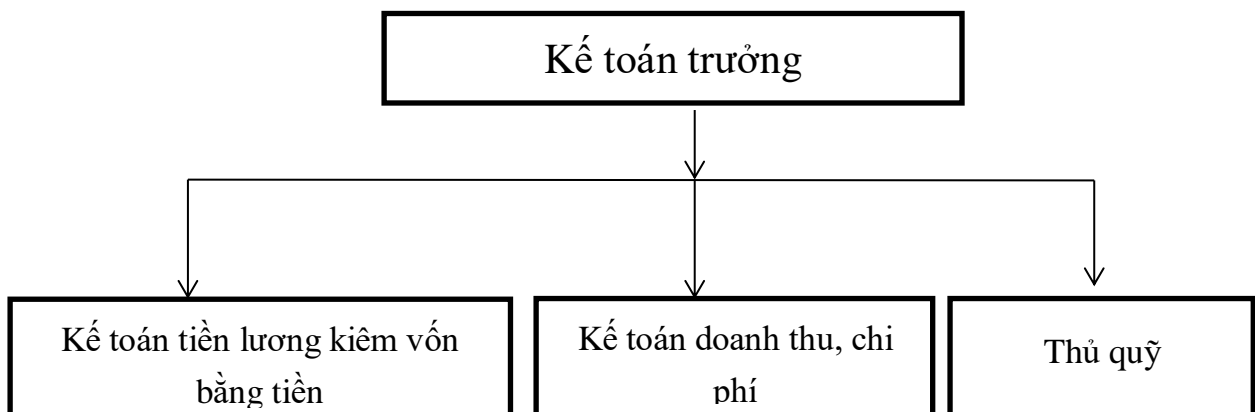 Kế toán trưởng
Kế toán tiền lương kiêm vốn
bằng tiền
Kế toán doanh thu, chi
phí
Thủ quỹ